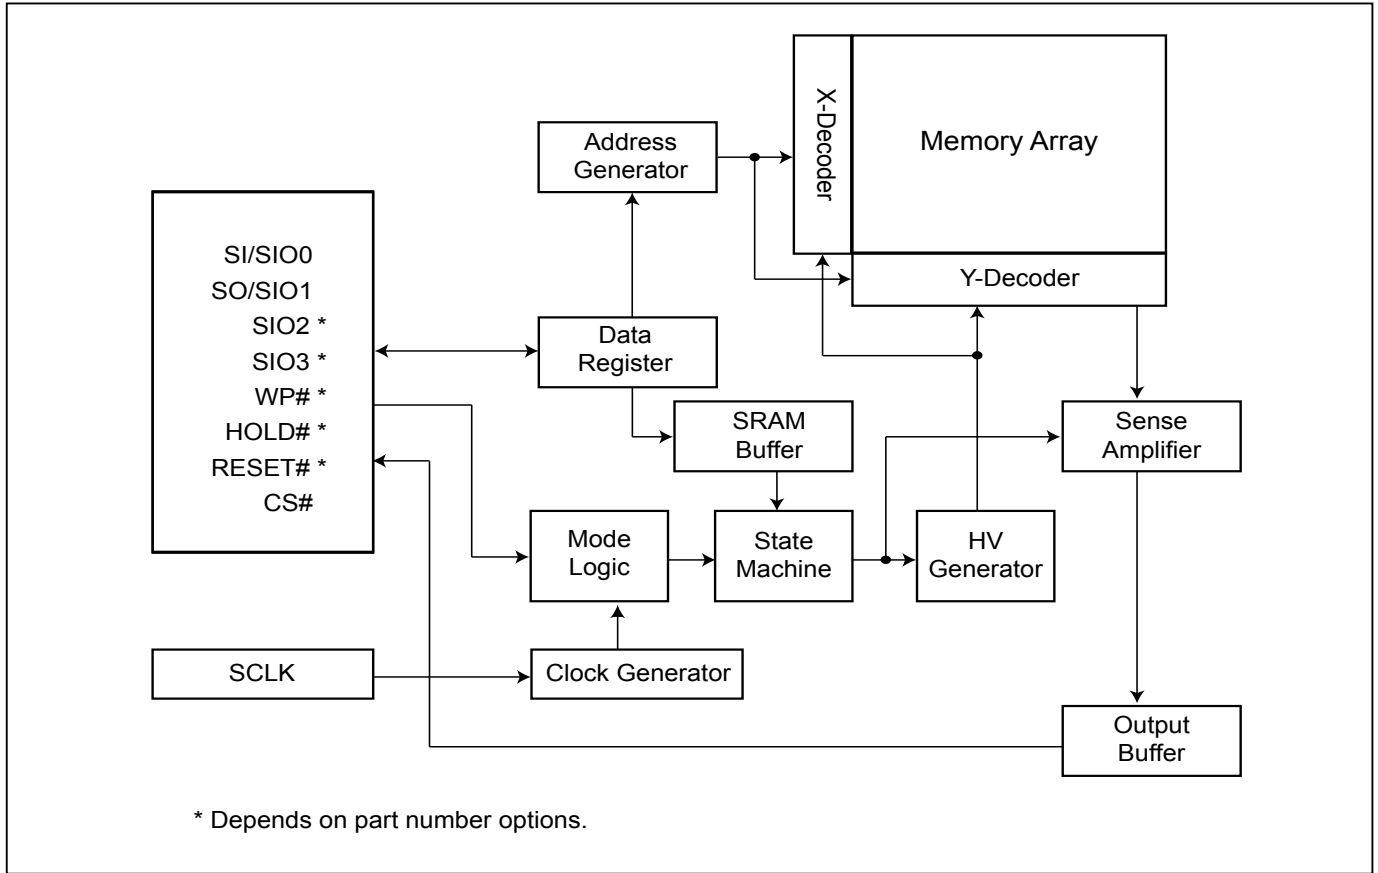 X-Decoder
Memory Array
Address
Generator
Y-Decoder
SI/SIO0
SO/SIO1
SIO2 *
SIO3 *
WP# *
HOLD# *
RESET# *
CS#
Data
Register
SRAM
Buffer
Sense
Amplifier
Mode
Logic
State
Machine
HV
Generator
SCLK
Clock Generator
Output
Buffer
* Depends on part number options.